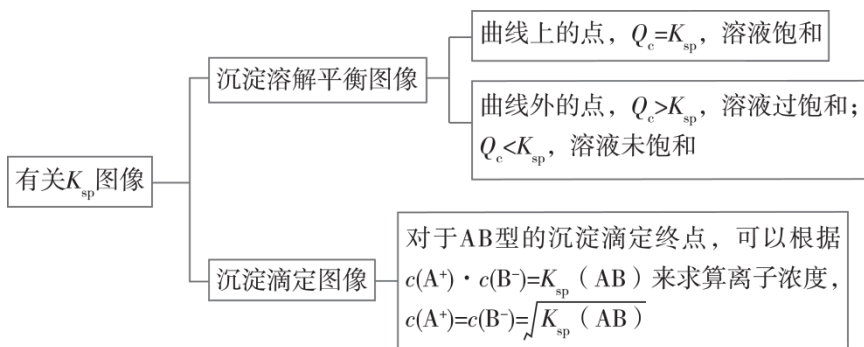 有关Ksp图像
沉淀溶解平衡图像
曲线上的点，Qc=Ksp，溶液饱和
曲线外的点，Qc>Ksp，溶液过饱和；
Qc<Ksp，溶液未饱和
沉淀滴定图像
对于AB型的沉淀滴定终点，可以根据
c(A⁺)·c(B⁻)=Ksp（AB）来求算离子浓度，
c(A⁺)=c(B⁻)=√Ksp（AB）